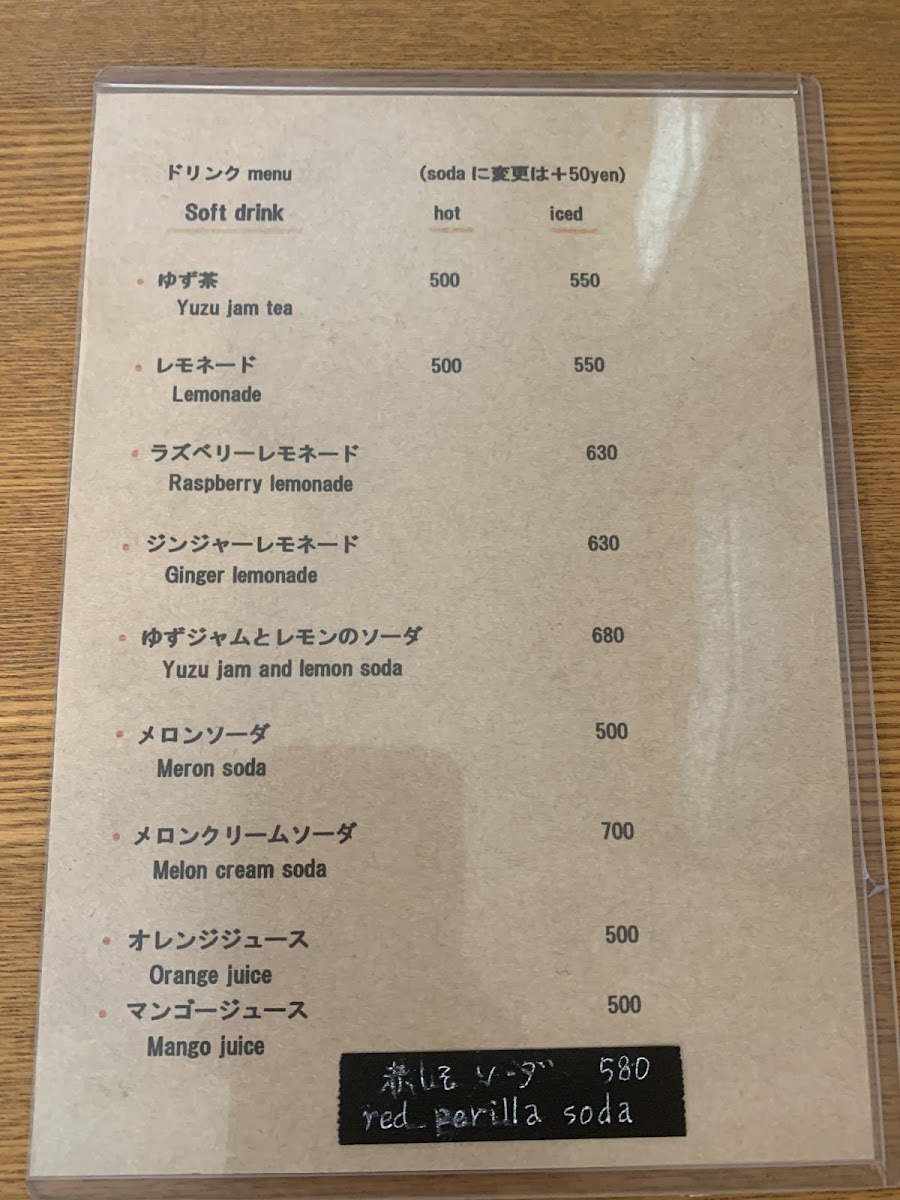 ドリンク menu (soda に変更は＋50yen)
Soft drink hot iced
ゆず茶 500 550
Yuzu jam tea
レモネード 500 550
Lemonade
ラズベリーレモネード 630
Raspberry lemonade
ジンジャーレモネード 630
Ginger lemonade
ゆずジャムとレモンのソーダ 680
Yuzu jam and lemon soda
メロンソーダ 500
Meron soda
メロンクリームソーダ 700
Melon cream soda
オレンジジュース 500
Orange juice
マンゴージュース 500
Mango juice
赤しそ ソーダ 580
red perilla soda